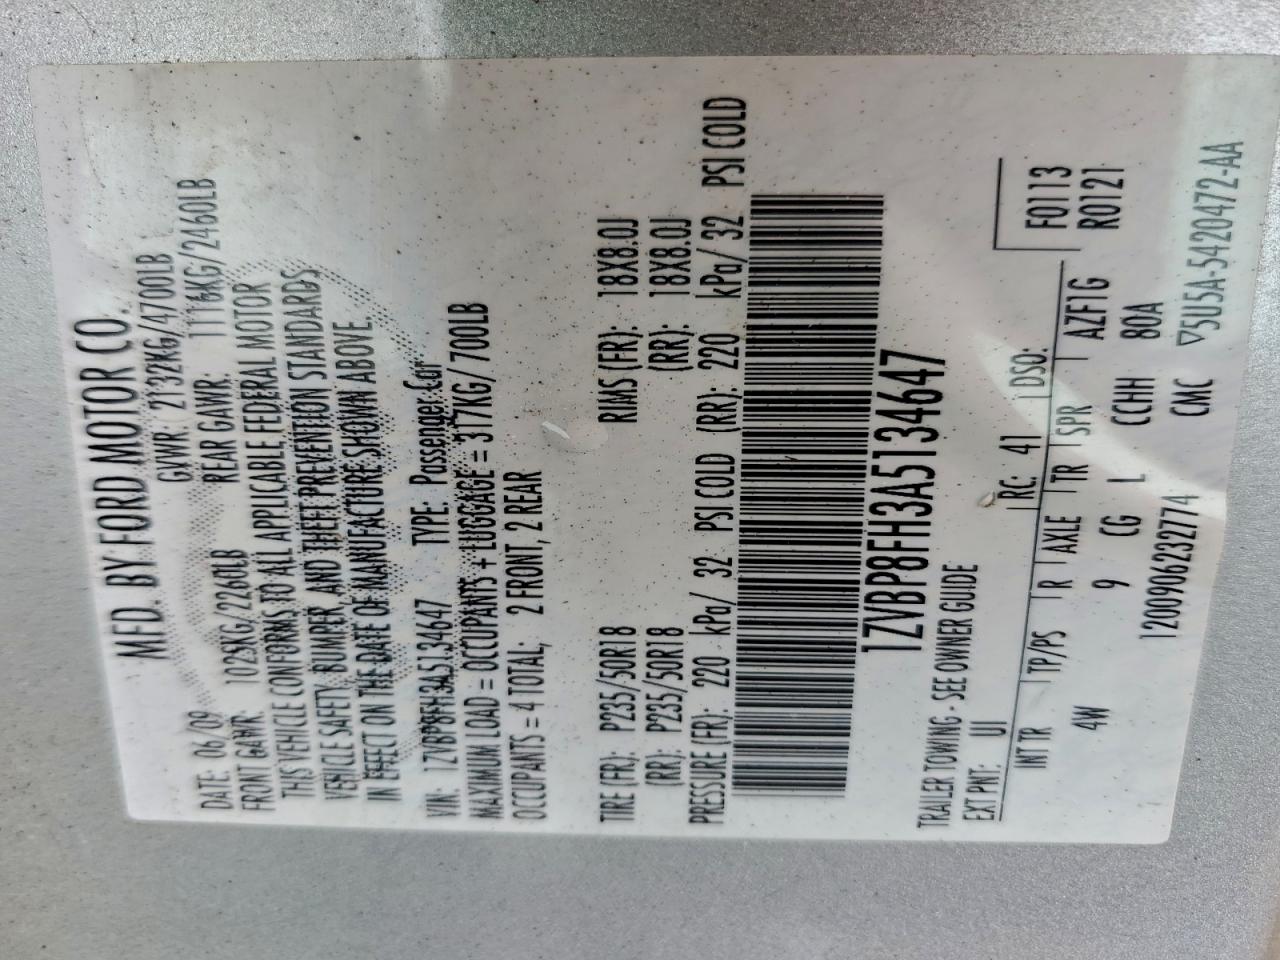 MFD. BY FORD MOTOR CO.
DATE: 06/09 GVWR: 2132KG/4700LB
FRONT GAWR: 1025KG/2260LB REAR GAWR: 1116KG/2460LB
THIS VEHICLE CONFORMS TO ALL APPLICABLE FEDERAL MOTOR
VEHICLE SAFETY, BUMPER, AND THEFT PREVENTION STANDARDS
IN EFFECT ON THE DATE OF MANUFACTURE SHOWN ABOVE.
VIN: 1ZVBP8FH3A5134647 TYPE: Passenger Car
MAXIMUM LOAD = OCCUPANTS + LUGGAGE = 317KG/700LB
OCCUPANTS = 4 TOTAL; 2 FRONT, 2 REAR
TIRE (FR): P235/50R18 RIMS (FR): 18X8.0J
(RR): P235/50R18 (RR): 18X8.0J
PRESSURE (FR): 220 kPa/ 32 PSI COLD (RR): 220 kPa/ 32 PSI COLD
1ZVBP8FH3A5134647
TRAILER TOWING - SEE OWNER GUIDE
EXT PNT: UI RC: 41 DSO:
F0113
R0121
INT TR TP/PS R AXLE TR SPR AZF1G
4W 9 CG L CCHH 80A
1200906232774 CMC ▽5U5A-5420472-AA